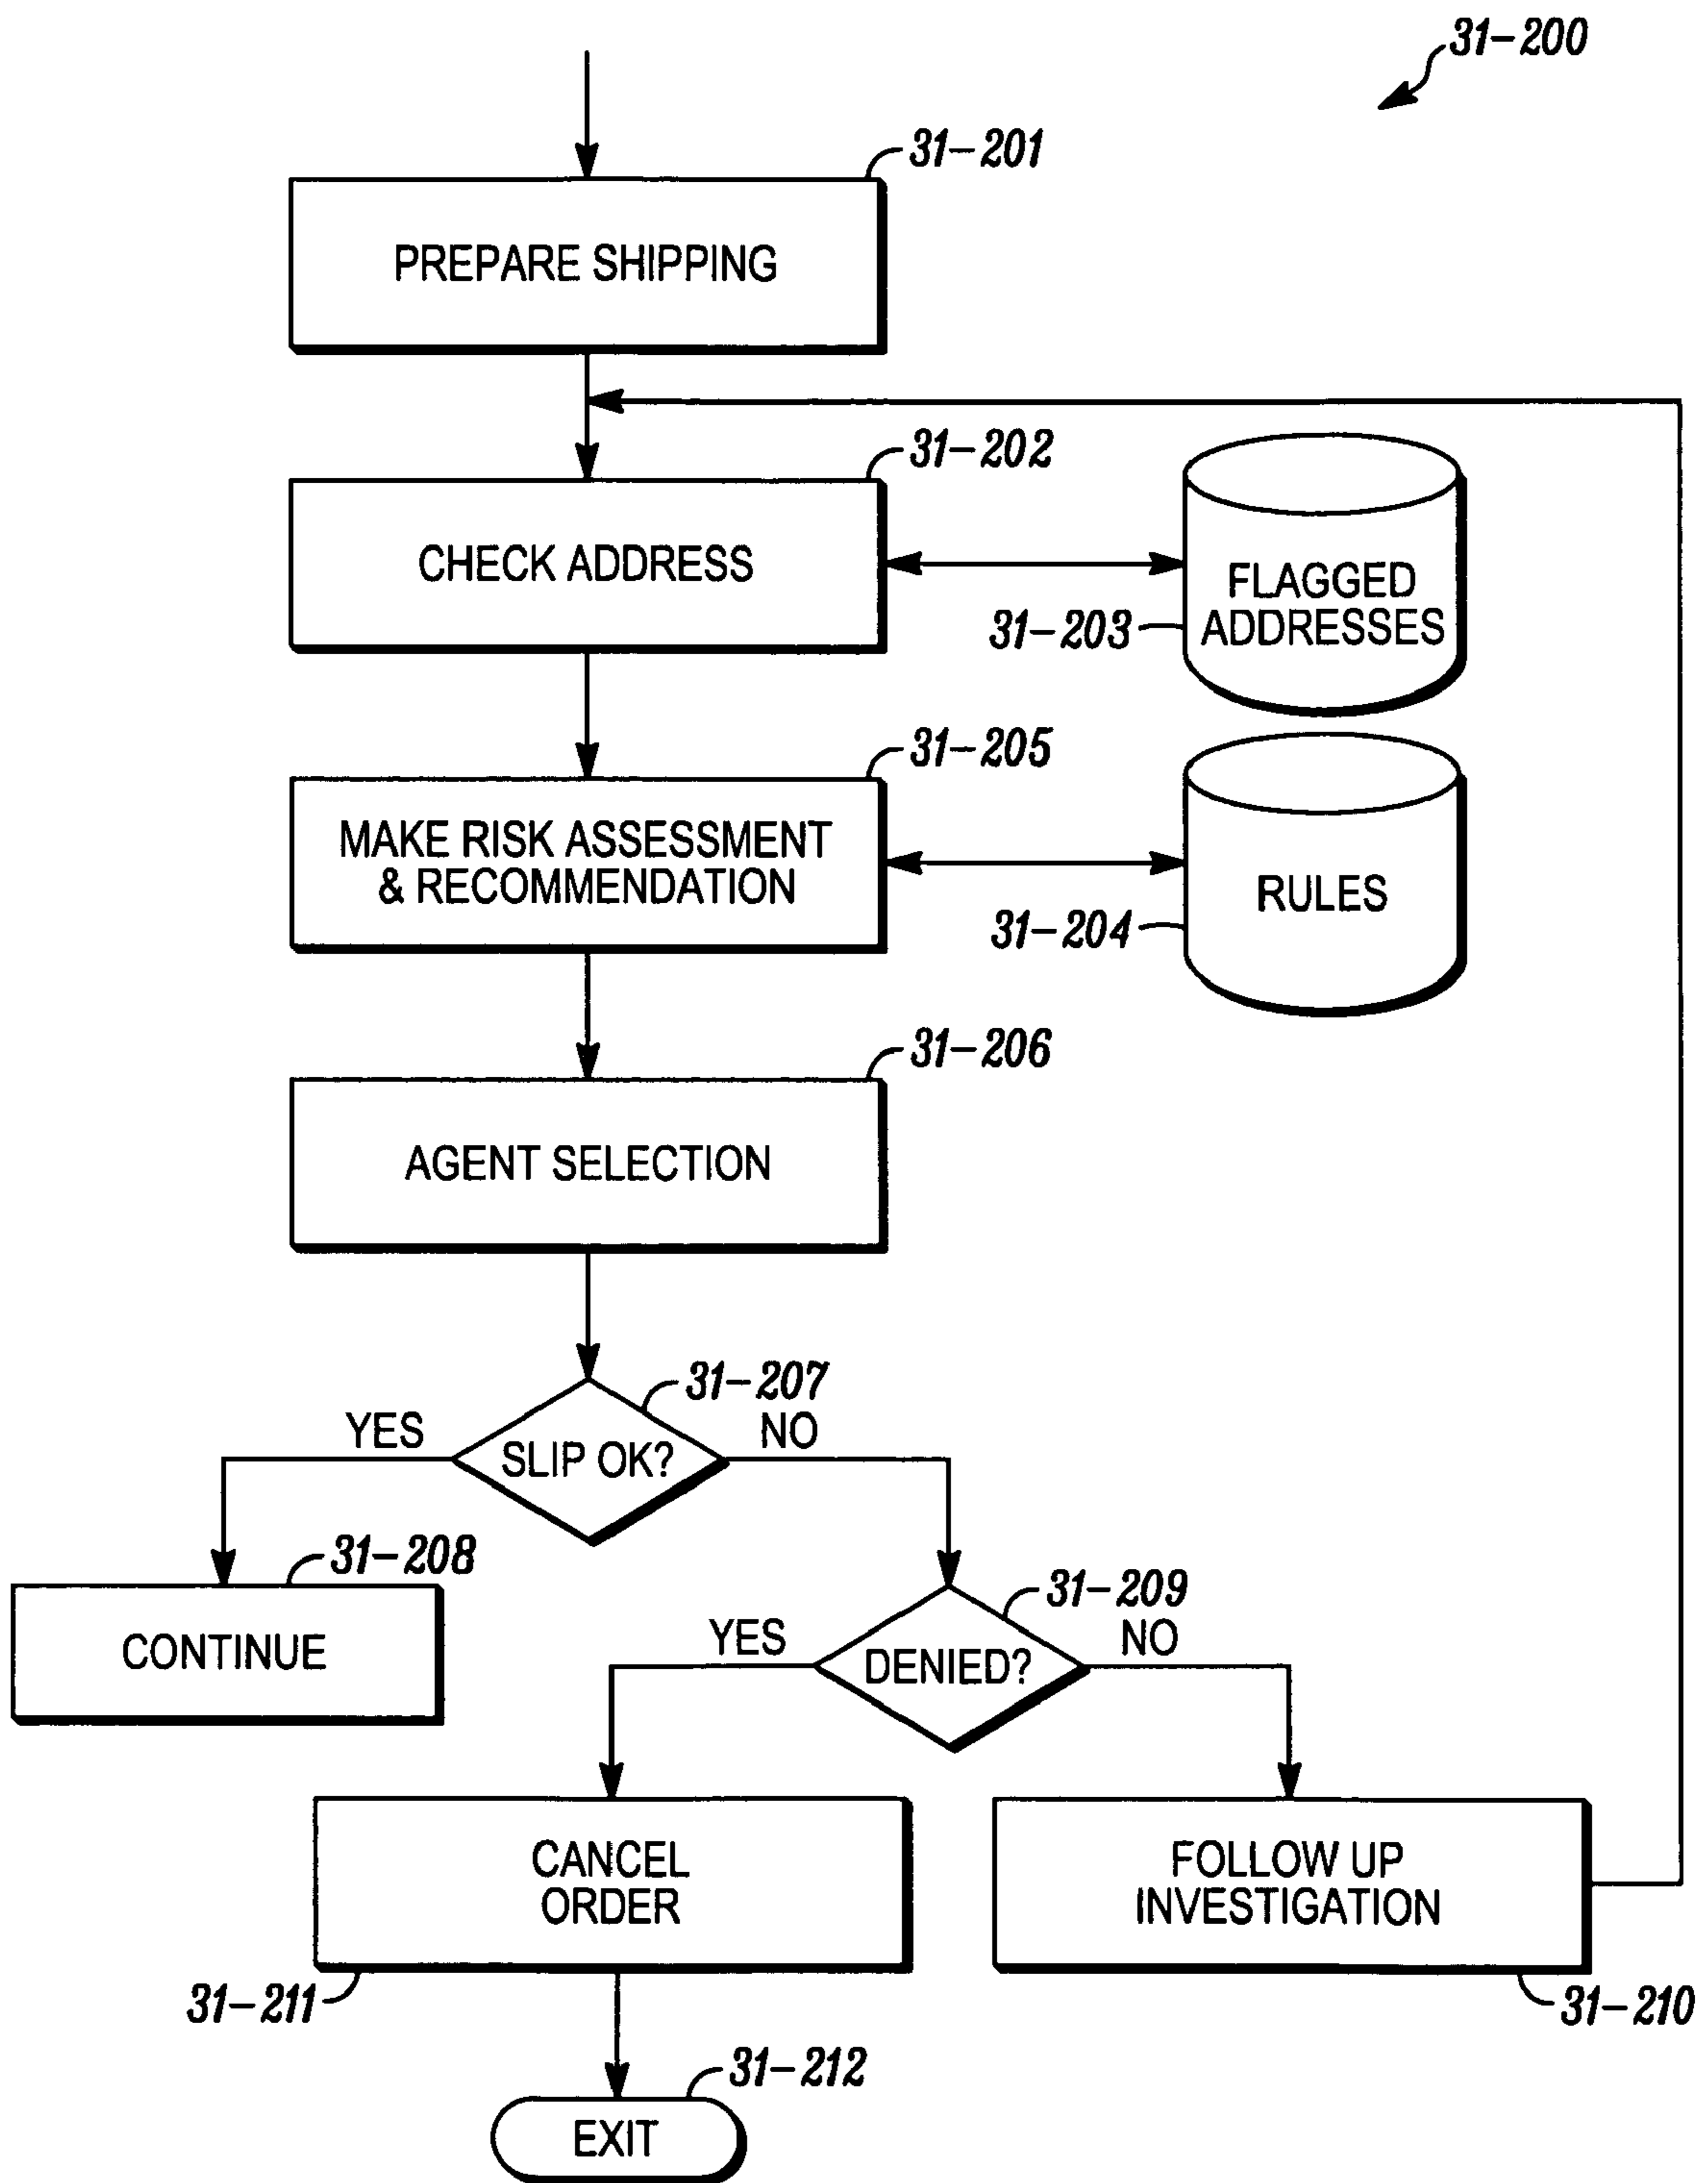 31-200
31-201
PREPARE SHIPPING
31-202
CHECK ADDRESS
FLAGGED
ADDRESSES
31-203
31-205
MAKE RISK ASSESSMENT
& RECOMMENDATION
RULES
31-204
31-206
AGENT SELECTION
31-207
YES
NO
SLIP OK?
31-208
CONTINUE
31-209
YES
NO
DENIED?
CANCEL
ORDER
31-211
FOLLOW UP
INVESTIGATION
31-210
31-212
EXIT